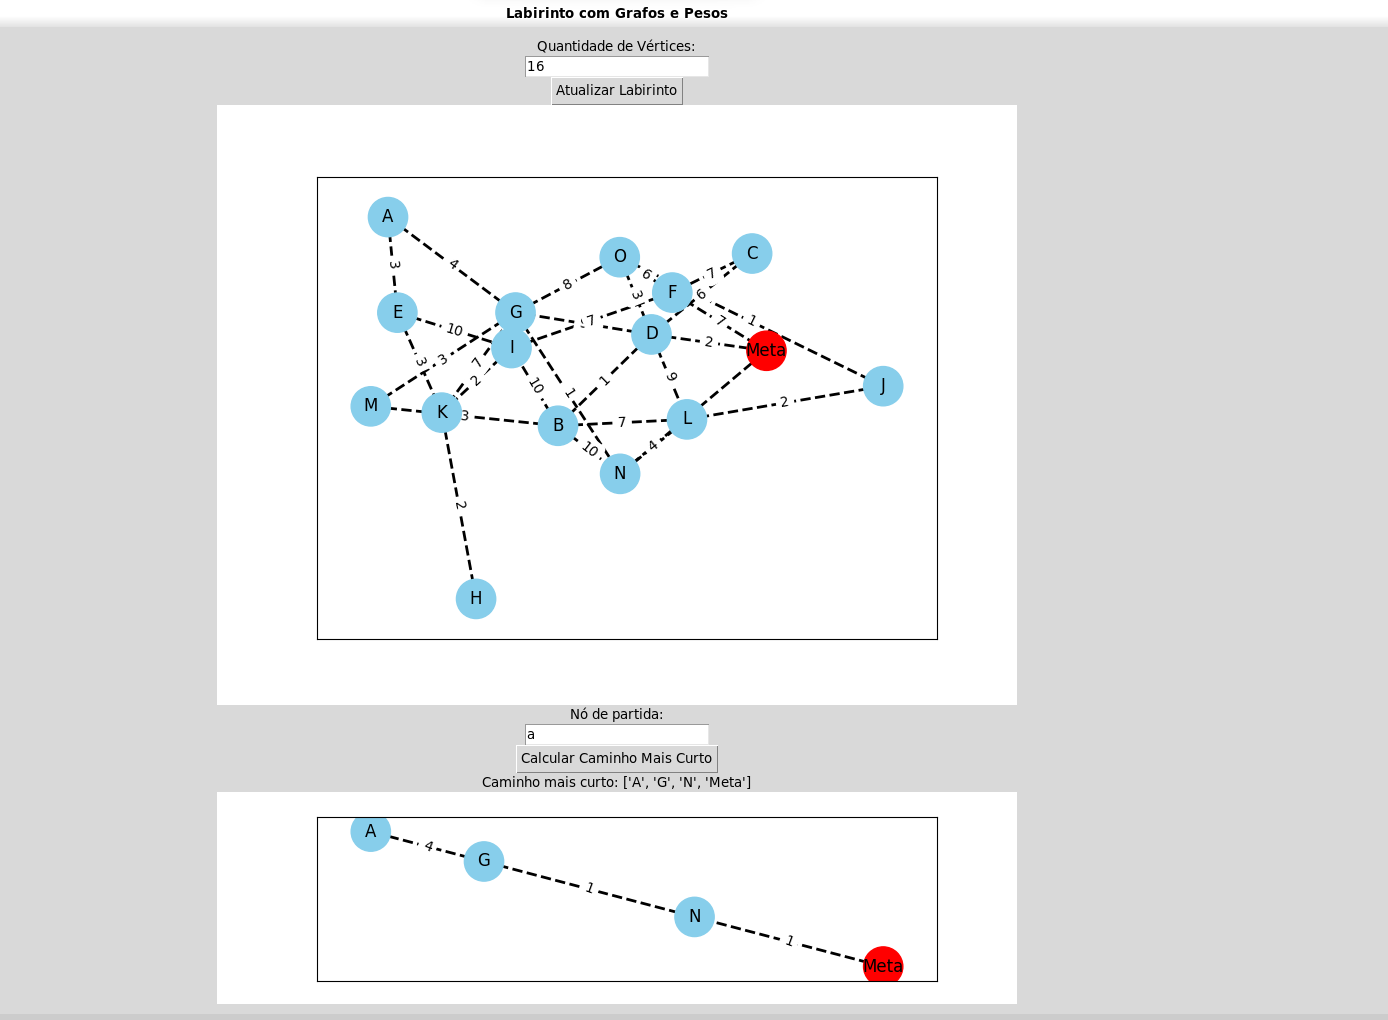 Labirinto com Grafos e Pesos
Quantidade de Vértices:
16
Atualizar Labirinto
A
O
C
3
4
6
7
8
3
F
6
E
G
7
1
10
7
D
I
2
Meta
3
3
7
2
10
1
1
9
J
M
K
3
B
7
L
2
10
4
N
2
H
Nó de partida:
a
Calcular Caminho Mais Curto
Caminho mais curto: ['A', 'G', 'N', 'Meta']
A
4
G
1
N
1
Meta